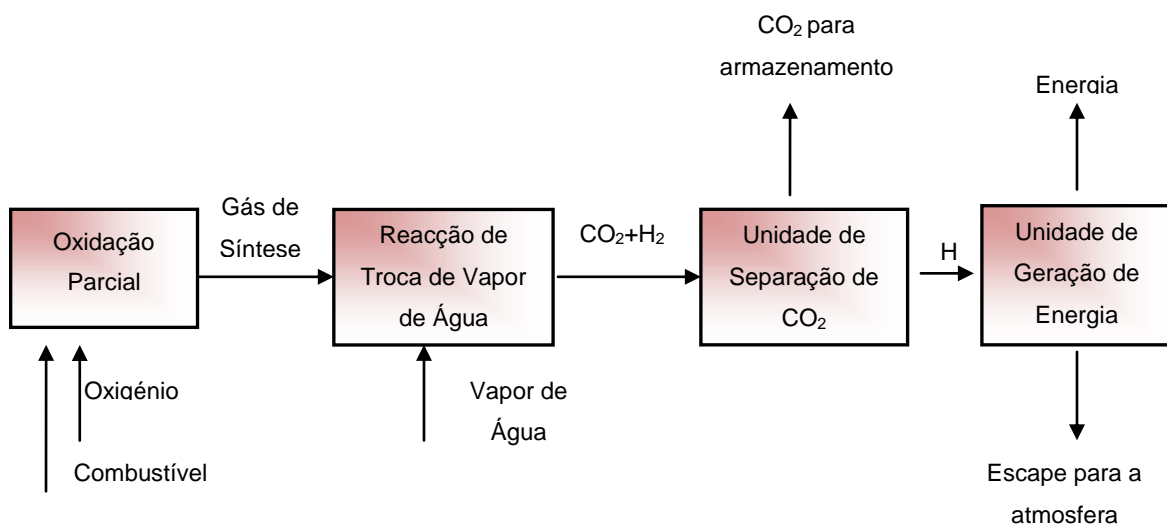 CO₂ para
armazenamento
Energia
Oxidação
Parcial
Gás de
Síntese
Reacção de
Troca de Vapor
de Água
CO₂+H₂
Unidade de
Separação de
CO₂
H
Unidade de
Geração de
Energia
Oxigénio
Combustível
Vapor de
Água
Escape para a
atmosfera